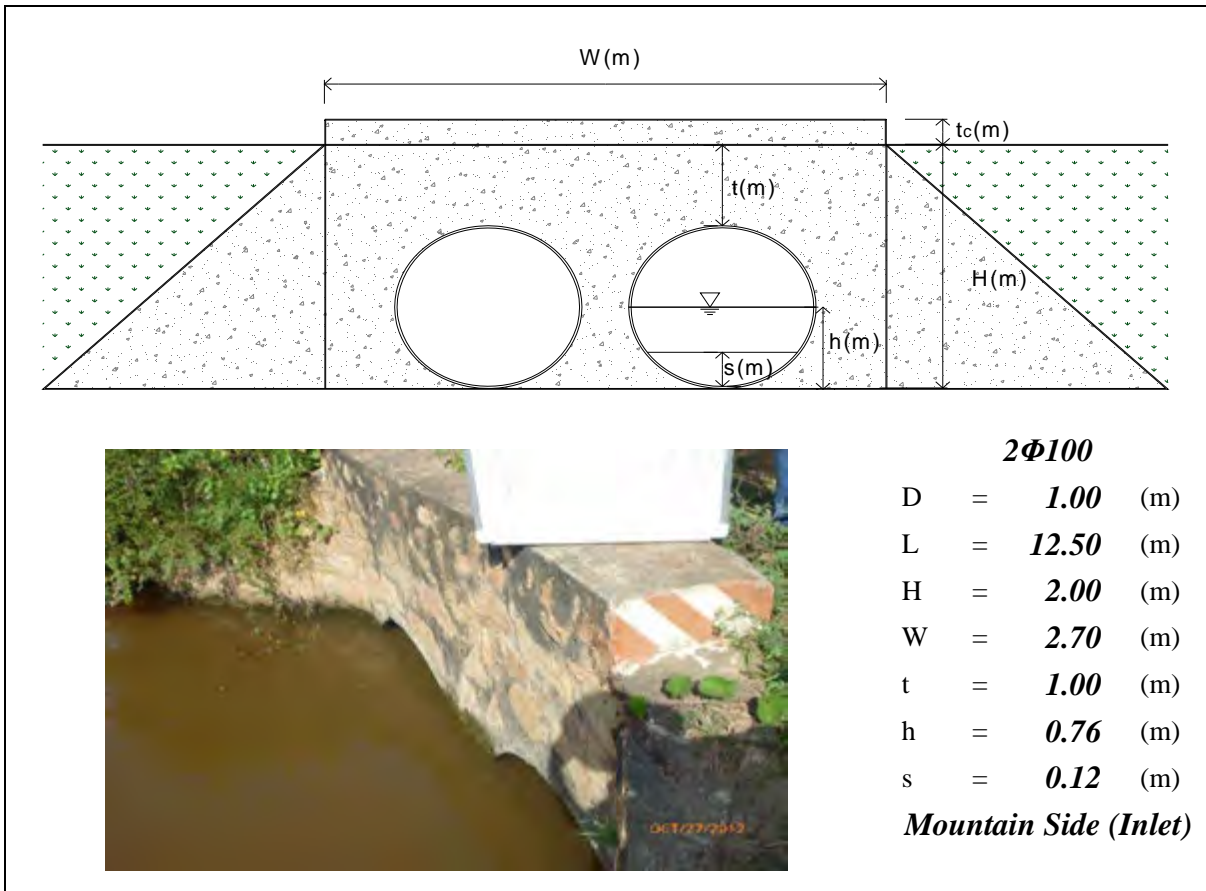 W(m)
tc(m)
t(m)
H(m)
h(m)
s(m)
2Φ100
D = 1.00 (m)
L = 12.50 (m)
H = 2.00 (m)
W = 2.70 (m)
t = 1.00 (m)
h = 0.76 (m)
s = 0.12 (m)
OCT/27/2012
Mountain Side (Inlet)